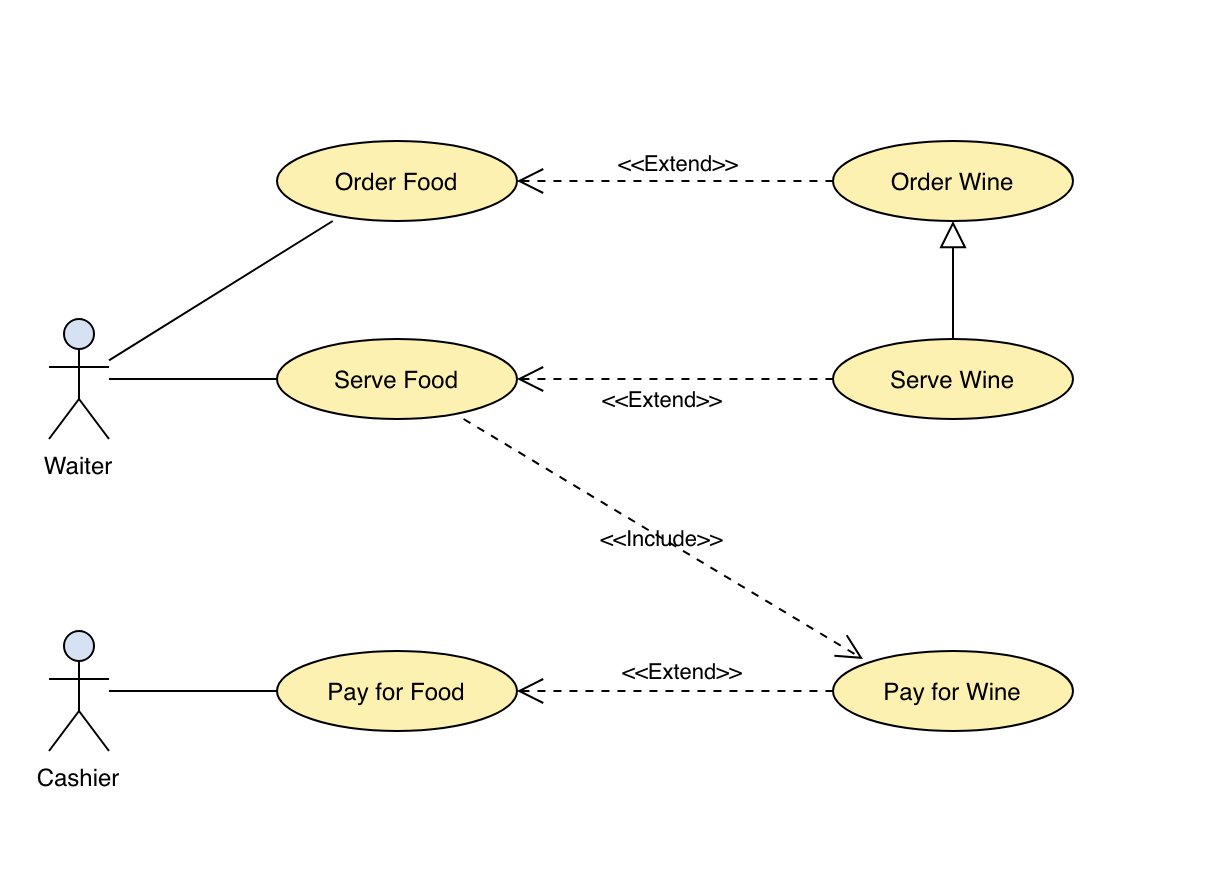 <<Extend>>
Order Food
Order Wine
Serve Food
Serve Wine
<<Extend>>
Waiter
<<Include>>
<<Extend>>
Pay for Food
Pay for Wine
Cashier